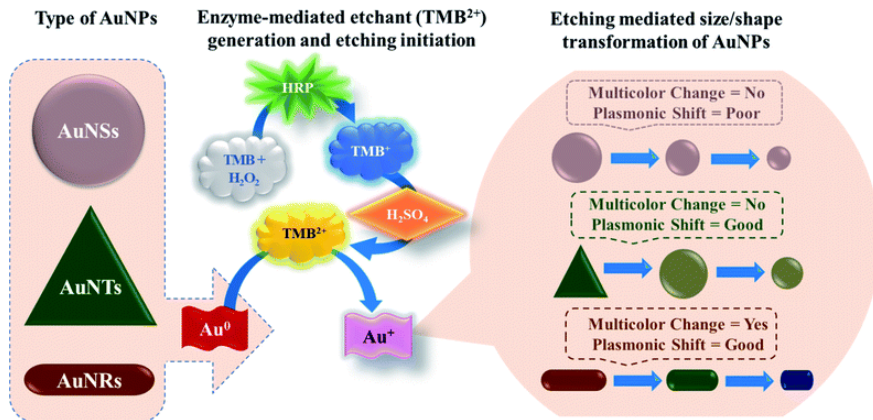 Type of AuNPs
AuNSs
AuNTs
AuNRs
Enzyme-mediated etchant (TMB²⁺)
generation and etching initiation
HRP
TMB +
H₂O₂
TMB⁺
H₂SO₄
TMB²⁺
Au⁰
Au⁺
Etching mediated size/shape
transformation of AuNPs
Multicolor Change = No
Plasmonic Shift = Poor
Multicolor Change = No
Plasmonic Shift = Good
Multicolor Change = Yes
Plasmonic Shift = Good